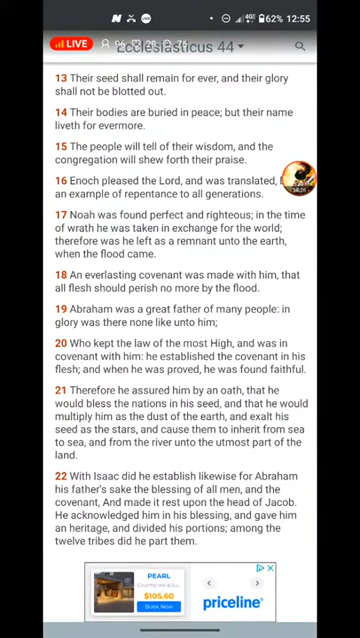 4G 62% 12:55
LIVE 96 20 76
Ecclesiasticus 44
13 Their seed shall remain for ever, and their glory
shall not be blotted out.
14 Their bodies are buried in peace; but their name
liveth for evermore.
15 The people will tell of their wisdom, and the
congregation will shew forth their praise.
16 Enoch pleased the Lord, and was translated,
an example of repentance to all generations.
17 Noah was found perfect and righteous; in the time
of wrath he was taken in exchange for the world;
therefore was he left as a remnant unto the earth,
when the flood came.
18 An everlasting covenant was made with him, that
all flesh should perish no more by the flood.
19 Abraham was a great father of many people: in
glory was there none like unto him;
20 Who kept the law of the most High, and was in
covenant with him: he established the covenant in his
flesh; and when he was proved, he was found faithful.
21 Therefore he assured him by an oath, that he
would bless the nations in his seed, and that he would
multiply him as the dust of the earth, and exalt his
seed as the stars, and cause them to inherit from sea
to sea, and from the river unto the utmost part of the
land.
22 With Isaac did he establish likewise for Abraham
his father's sake the blessing of all men, and the
covenant, And made it rest upon the head of Jacob.
He acknowledged him in his blessing, and gave him
an heritage, and divided his portions; among the
twelve tribes did he part them.
PEARL
$105.60
Book Now
priceline